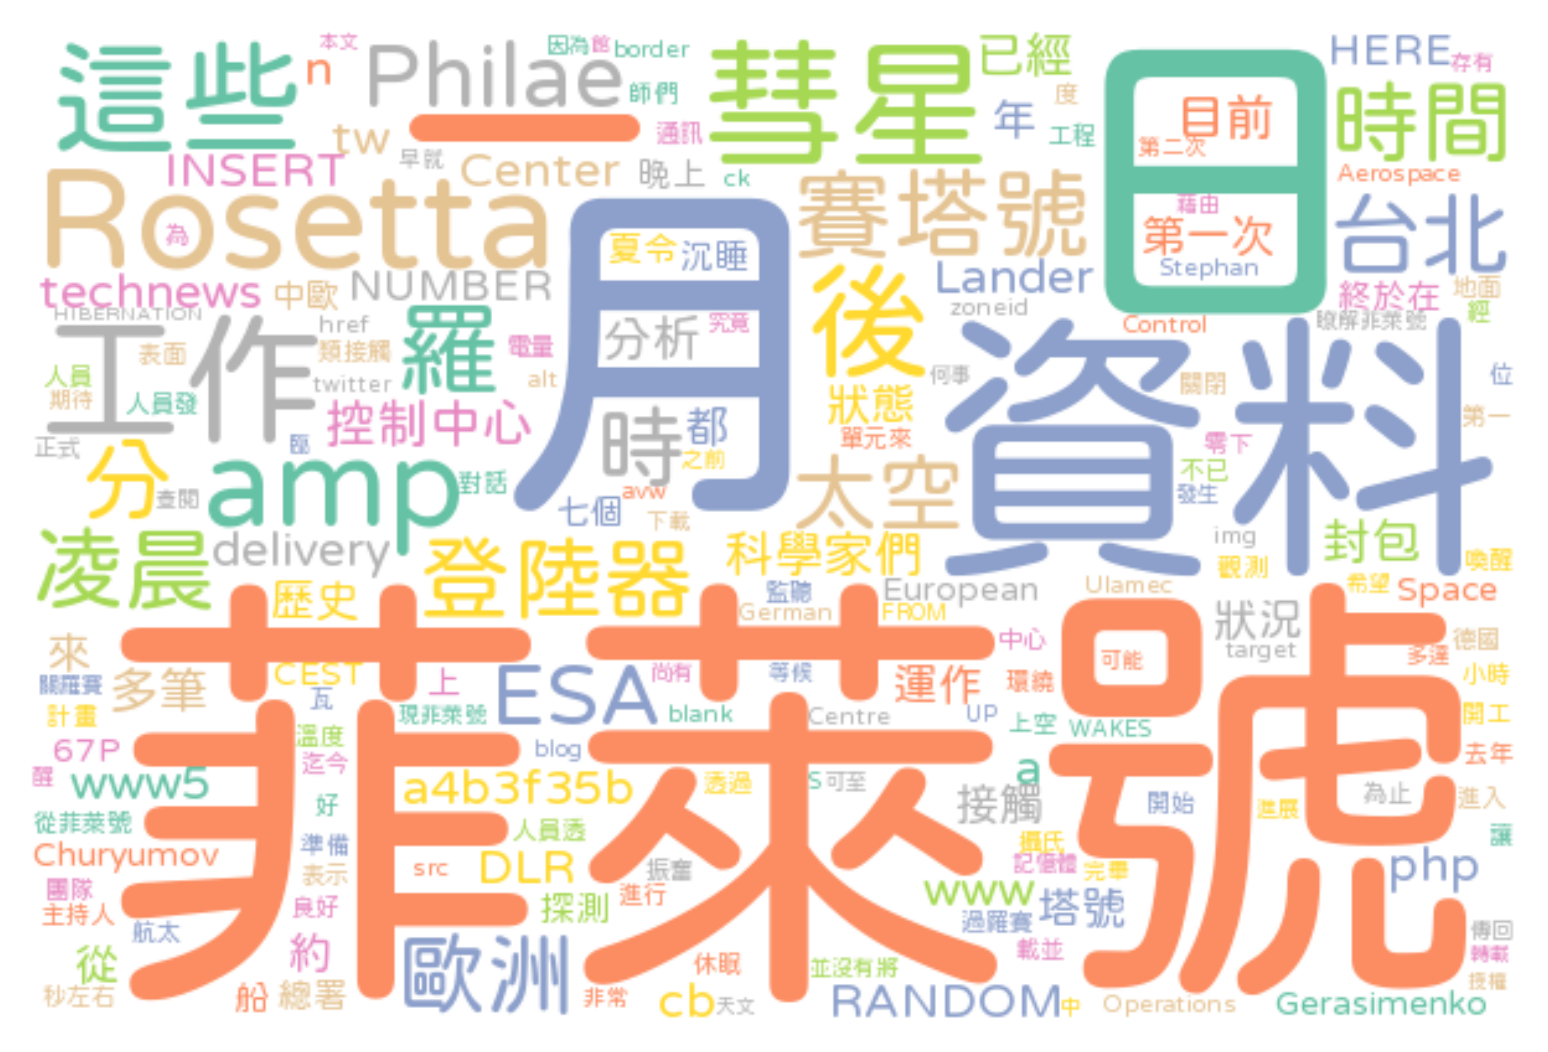 這些
n
本文
Philae
因為
館
border
師們
彗星
已經
HERE
存有
日
目前
第二次
時間
tw
一
早就
通訊
年
度
工程
INSERT
Center
晚上
ck
Aerospace
Rosetta
為
賽塔號
藉由
第一次
Stephan
台北
月
夏令
沉睡
technews
中歐
NUMBER
後
Lander
zoneid
終於在
地面
經
HIBERNATION
href
羅
電量
分析
究竟
Control
瞭解非萊號
工作
表面
類接觸
twitter
alt
何事
資料
關閉
位
人員
期待
人員發
控制中心
時
都
之前
狀態
單元來
第一
正式
分
查閱
amp
對話
avw
七個
下載
太空
零下
不已
發生
凌晨
delivery
登陸器
科學家們
img
觀測
封包
喚醒
歷史
監聽
German
European
FROM
Ulamec
希望
Space
菲萊號
來
關羅賽
多筆
CEST
瓦
上
現非萊號
ESA
尚有
blank
等候
運作
中心
環繞
可能
狀況
target
德國
多達
小時
計畫
67P
醒
溫度
迄今
blog
Centre
UP
上空
WAKES
開工
去年
www5
從菲萊號
好
a4b3f35b
透過
S
可至
a
接觸
開始
進展
為止
進入
Churyumov
準備
表示
人員透
src
DLR
振奮
進行
攝氏
記憶體
完畢
讓
php
團隊
主持人
航太
良好
探測
www
過羅賽
塔號
載並
傳回
轉載
從
秒左右
約
船
總署
歐洲
非常
休眠
cb
天文
並沒有將
RANDOM
中
Operations
Gerasimenko
授權